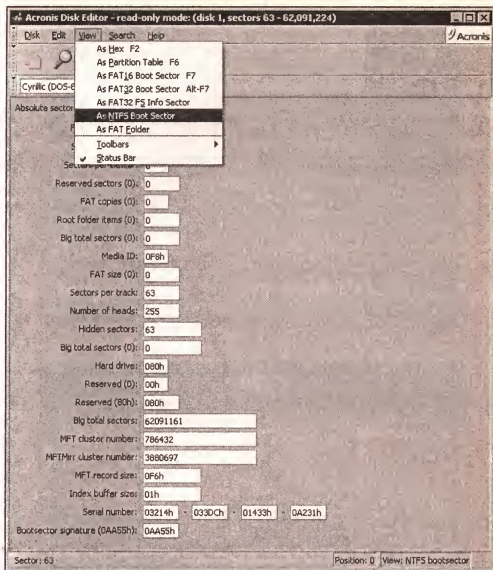 Acronis Disk Editor - read-only mode: (disk 1, sectors 63 - 62,091,224)
Disk Edit View Search Help
Acronis
As Hex F2
As Partition Table F6
As FAT16 Boot Sector F7
As FAT32 Boot Sector Alt-F7
As FAT32 FS Info Sector
As NTFS Boot Sector
As FAT Folder
Toolbars
Status Bar
Cyrillic (DOS-8
Absolute sector
0
Reserved sectors (0): 0
FAT copies (0): 0
Root folder items (0): 0
Big total sectors (0): 0
Media ID: 0F8h
FAT size (0): 0
Sectors per track: 63
Number of heads: 255
Hidden sectors: 63
Big total sectors (0): 0
Hard drive: 080h
Reserved (0): 00h
Reserved (80h): 080h
Big total sectors: 62091161
MFT cluster number: 786432
MFTMirr cluster number: 3880697
MFT record size: 0F6h
Index buffer size: 01h
Serial number: 03214h - 033DCh - 01433h - 0A231h
Bootsector signature (0AA55h): 0AA55h
Sector: 63 Position: 0 View: NTFS bootsector